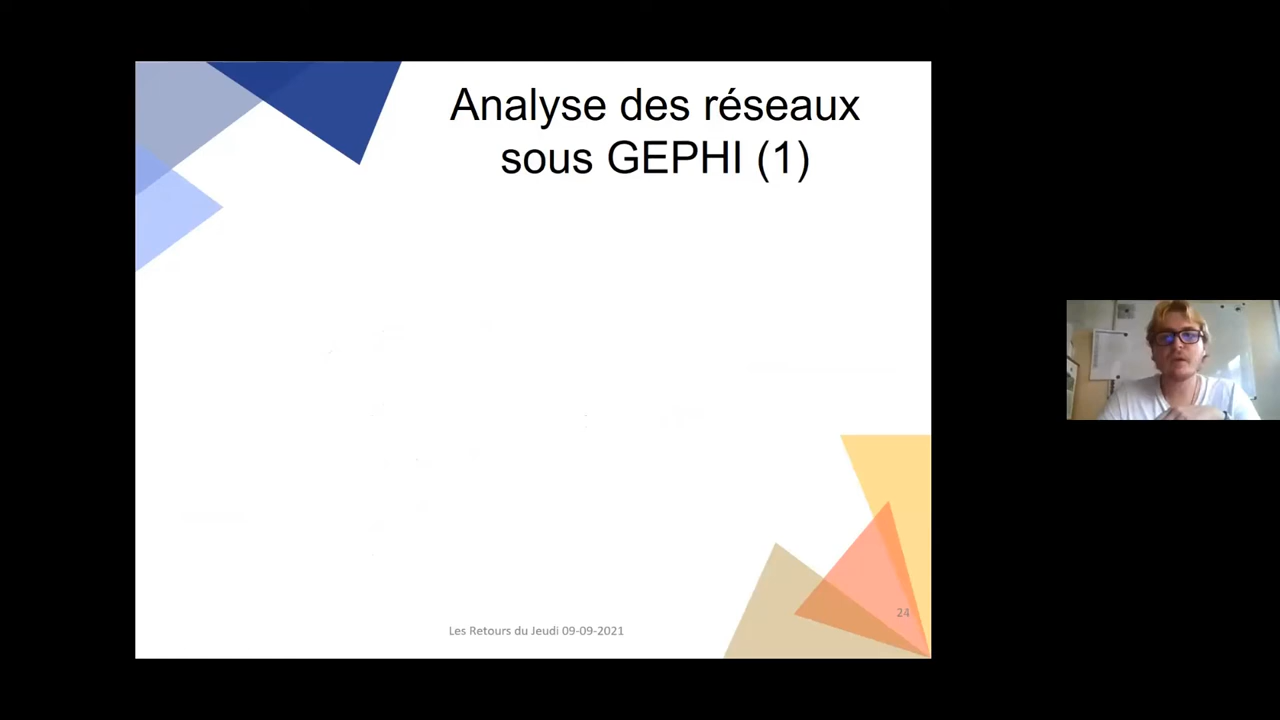 Analyse des réseaux
sous GEPHI (1)
24
Les Retours du Jeudi 09-09-2021